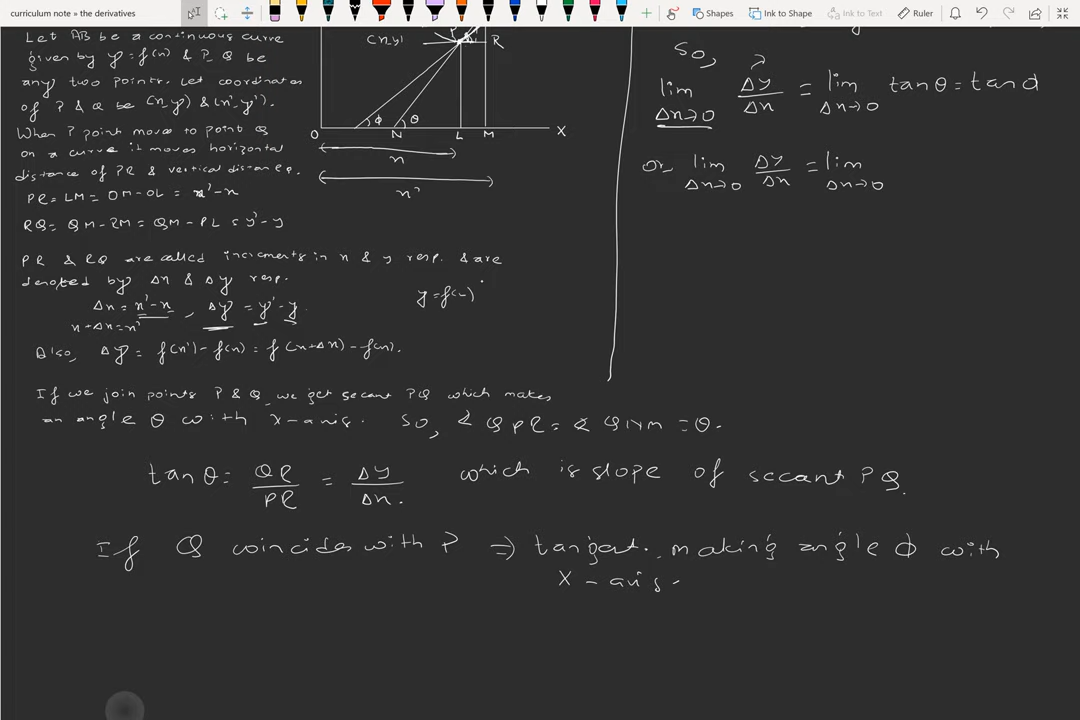 curriculum note » the derivatives
Shapes
Ink to Shape
Ink to Text
Ruler
Let AB be a continuous curve
given by y = f(x) & P, Q be
any two points. Let coordinates
of P & Q be (x, y) & (x', y').
When P point moves to point Q
on a curve it moves horizontal
distance of PR & vertical distance
PR = LM = OM - OL = x' - x
RQ = QM - RM = QM - PL = y' - y
PR & RQ are called increments in x & y resp. & are
denoted by Δx & Δy resp.
Δx = x' - x , Δy = y' - y
x + Δx = x'
y = f(x)
Also, Δy = f(x') - f(x) = f(x+Δx) - f(x).
If we join points P & Q, we get secant PQ which makes
an angle θ with x-axis. So, ∠QPR = ∠QNM = θ.
tanθ = QR/PR = Δy/Δx. which is slope of secant PQ.
If Q coincides with P ⇒ tangent. making angle ϕ with
X-axis.
(x, y)
P
R
O
ϕ
N
θ
L
M
X
x
x'
So,
lim Δx→0 Δy/Δx = lim Δx→0 tanθ = tan
or lim Δx→0 Δy/Δx = lim Δx→0